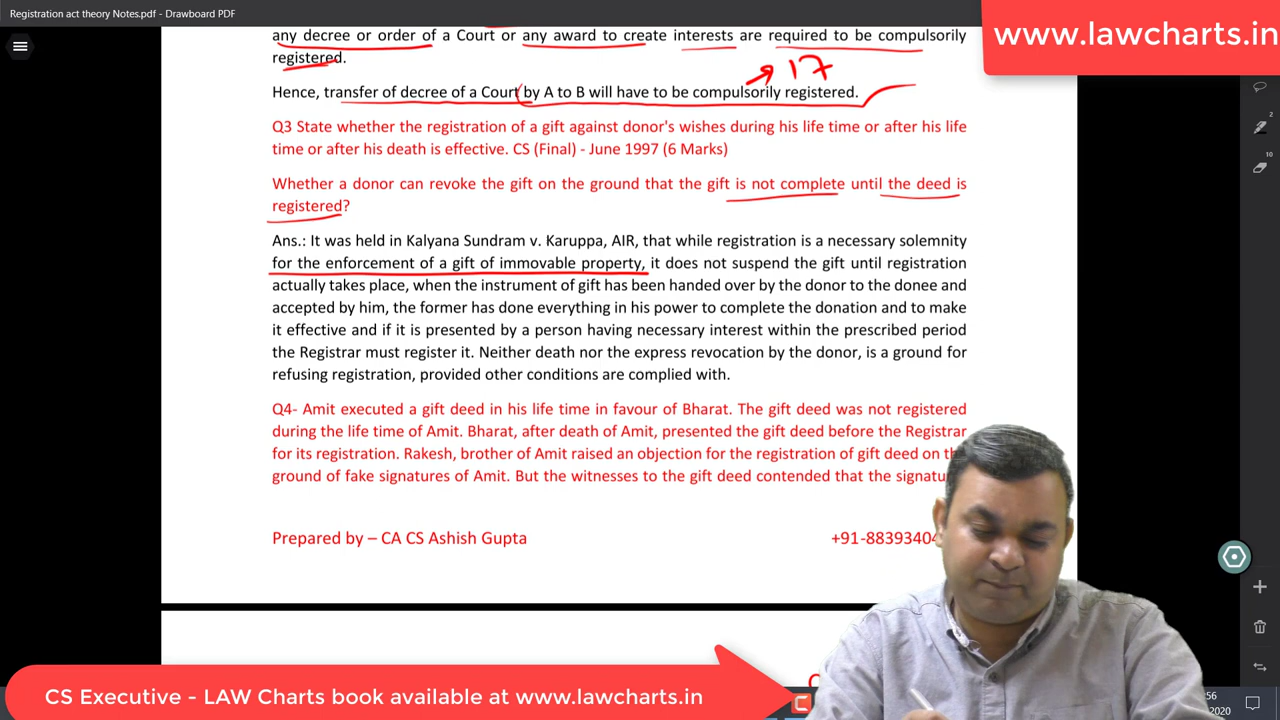 Registration act theory Notes.pdf - Drawboard PDF
www.lawcharts.in
any decree or order of a Court or any award to create interests are required to be compulsorily
registered.
17
Hence, transfer of decree of a Court by A to B will have to be compulsorily registered.
Q3 State whether the registration of a gift against donor's wishes during his life time or after his life
time or after his death is effective. CS (Final) - June 1997 (6 Marks)
Whether a donor can revoke the gift on the ground that the gift is not complete until the deed is
registered?
Ans.: It was held in Kalyana Sundram v. Karuppa, AIR, that while registration is a necessary solemnity
for the enforcement of a gift of immovable property, it does not suspend the gift until registration
actually takes place, when the instrument of gift has been handed over by the donor to the donee and
accepted by him, the former has done everything in his power to complete the donation and to make
it effective and if it is presented by a person having necessary interest within the prescribed period
the Registrar must register it. Neither death nor the express revocation by the donor, is a ground for
refusing registration, provided other conditions are complied with.
Q4- Amit executed a gift deed in his life time in favour of Bharat. The gift deed was not registered
during the life time of Amit. Bharat, after death of Amit, presented the gift deed before the Registrar
for its registration. Rakesh, brother of Amit raised an objection for the registration of gift deed on
ground of fake signatures of Amit. But the witnesses to the gift deed contended that the
Prepared by – CA CS Ashish Gupta
2
10
CS Executive - LAW Charts book available at www.lawcharts.in